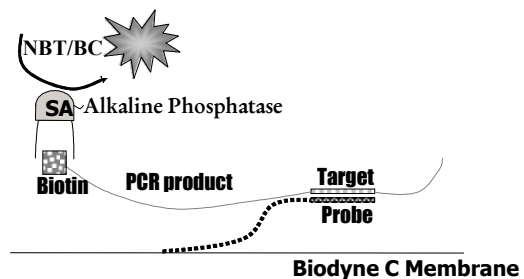 NBT/BC
SA
Alkaline Phosphatase
Biotin
PCR product
Target
Probe
Biodyne C Membrane